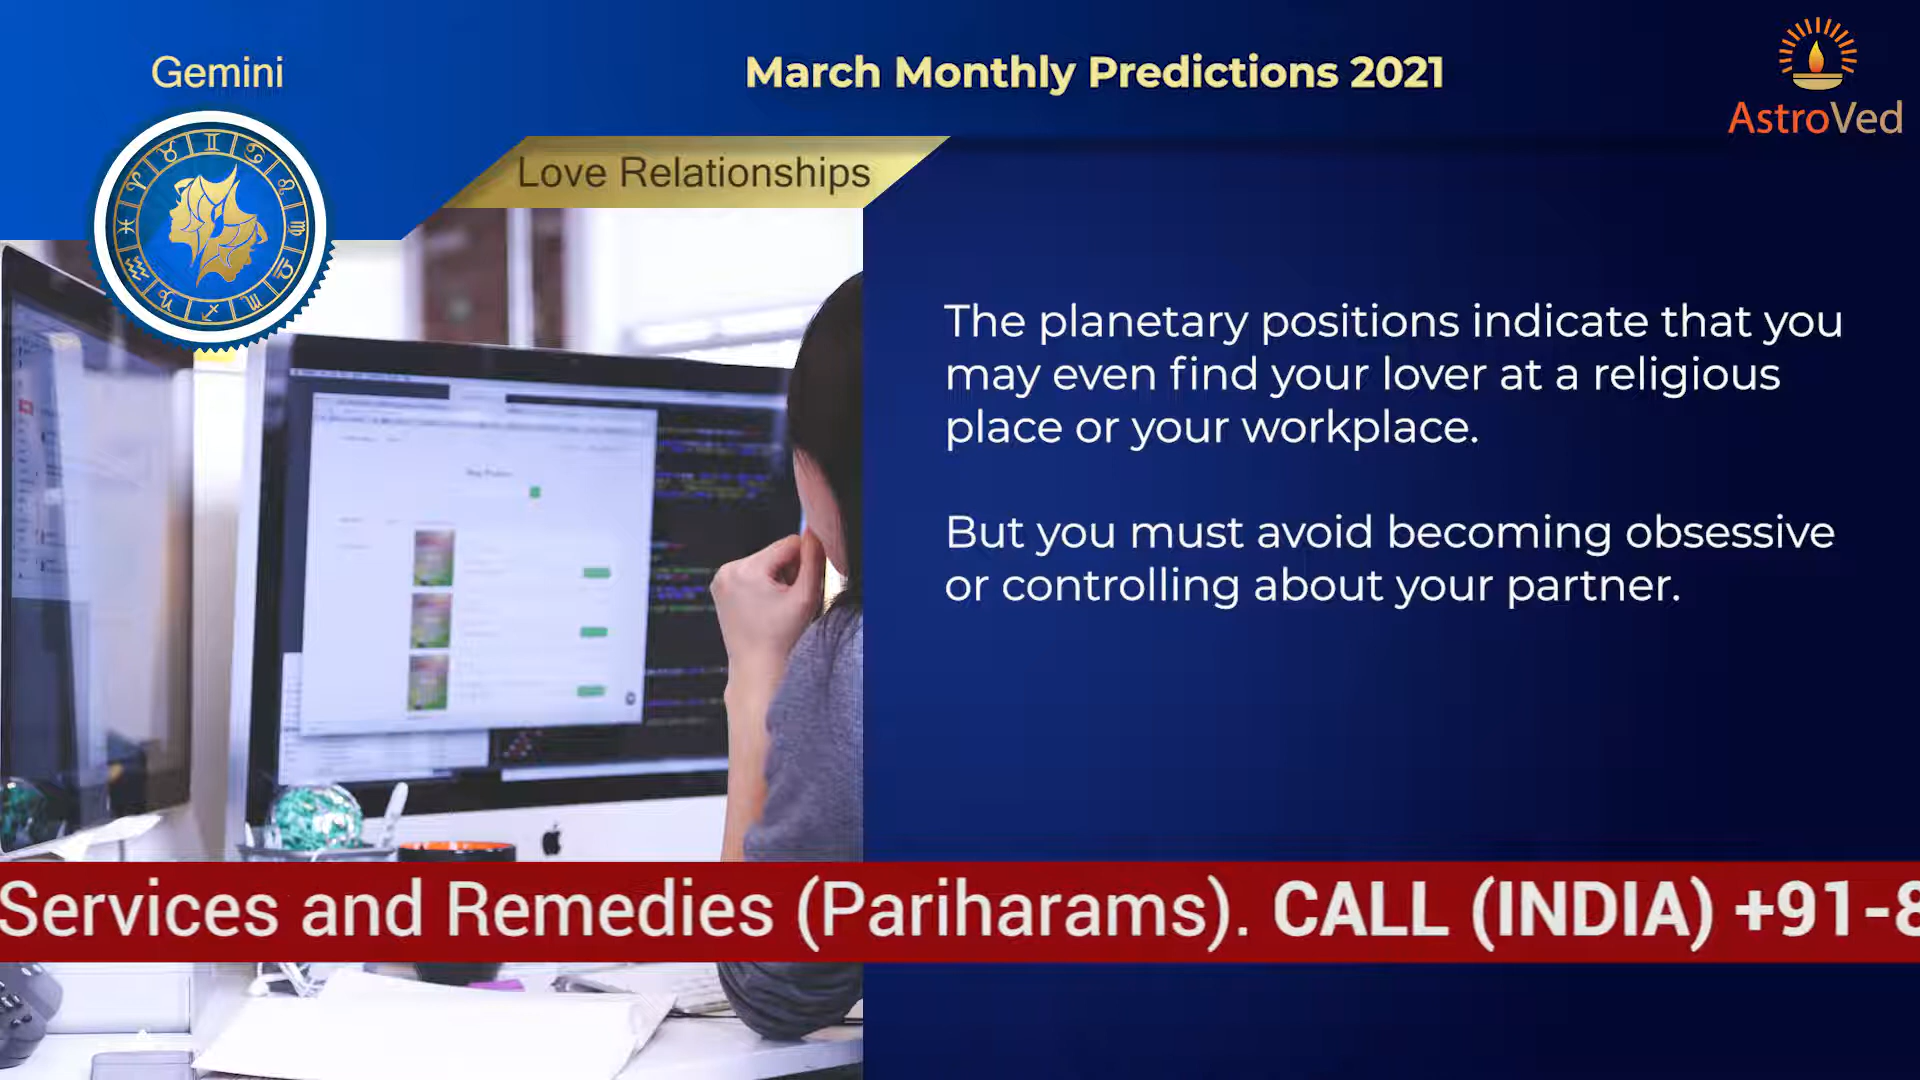 Gemini
March Monthly Predictions 2021
AstroVed
Love Relationships
The planetary positions indicate that you
may even find your lover at a religious
place or your workplace.
But you must avoid becoming obsessive
or controlling about your partner.
Services and Remedies (Pariharams). CALL (INDIA) +91-8